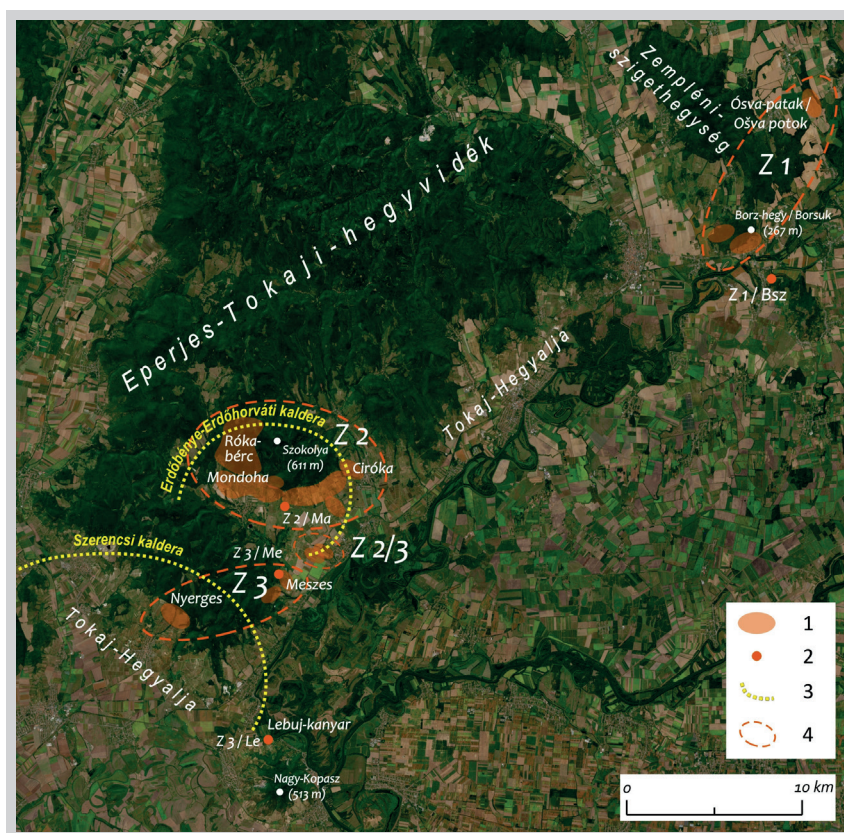 Zempléni-
szigethegység
Ósva-patak /
Ošva potok
Z 1
Borz-hegy / Borsuk
(267 m)
Z 1 / Bsz
Eperjes-Tokaji-hegyvidék
Tokaj-Hegyalja
Erdőbénye-Erdőhorváti kaldera
Z 2
Róka-
bérc
Szokolya
(611 m)
Ciróka
Mondoha
Z 2 / Ma
Szerencsi kaldera
Z 3 / Me
Z 2/3
Z 3
Meszes
Nyerges
Tokaj-Hegyalja
Lebuj-kanyar
Z 3 / Le
Nagy-Kopasz
(513 m)
1
2
3
4
0
10 km